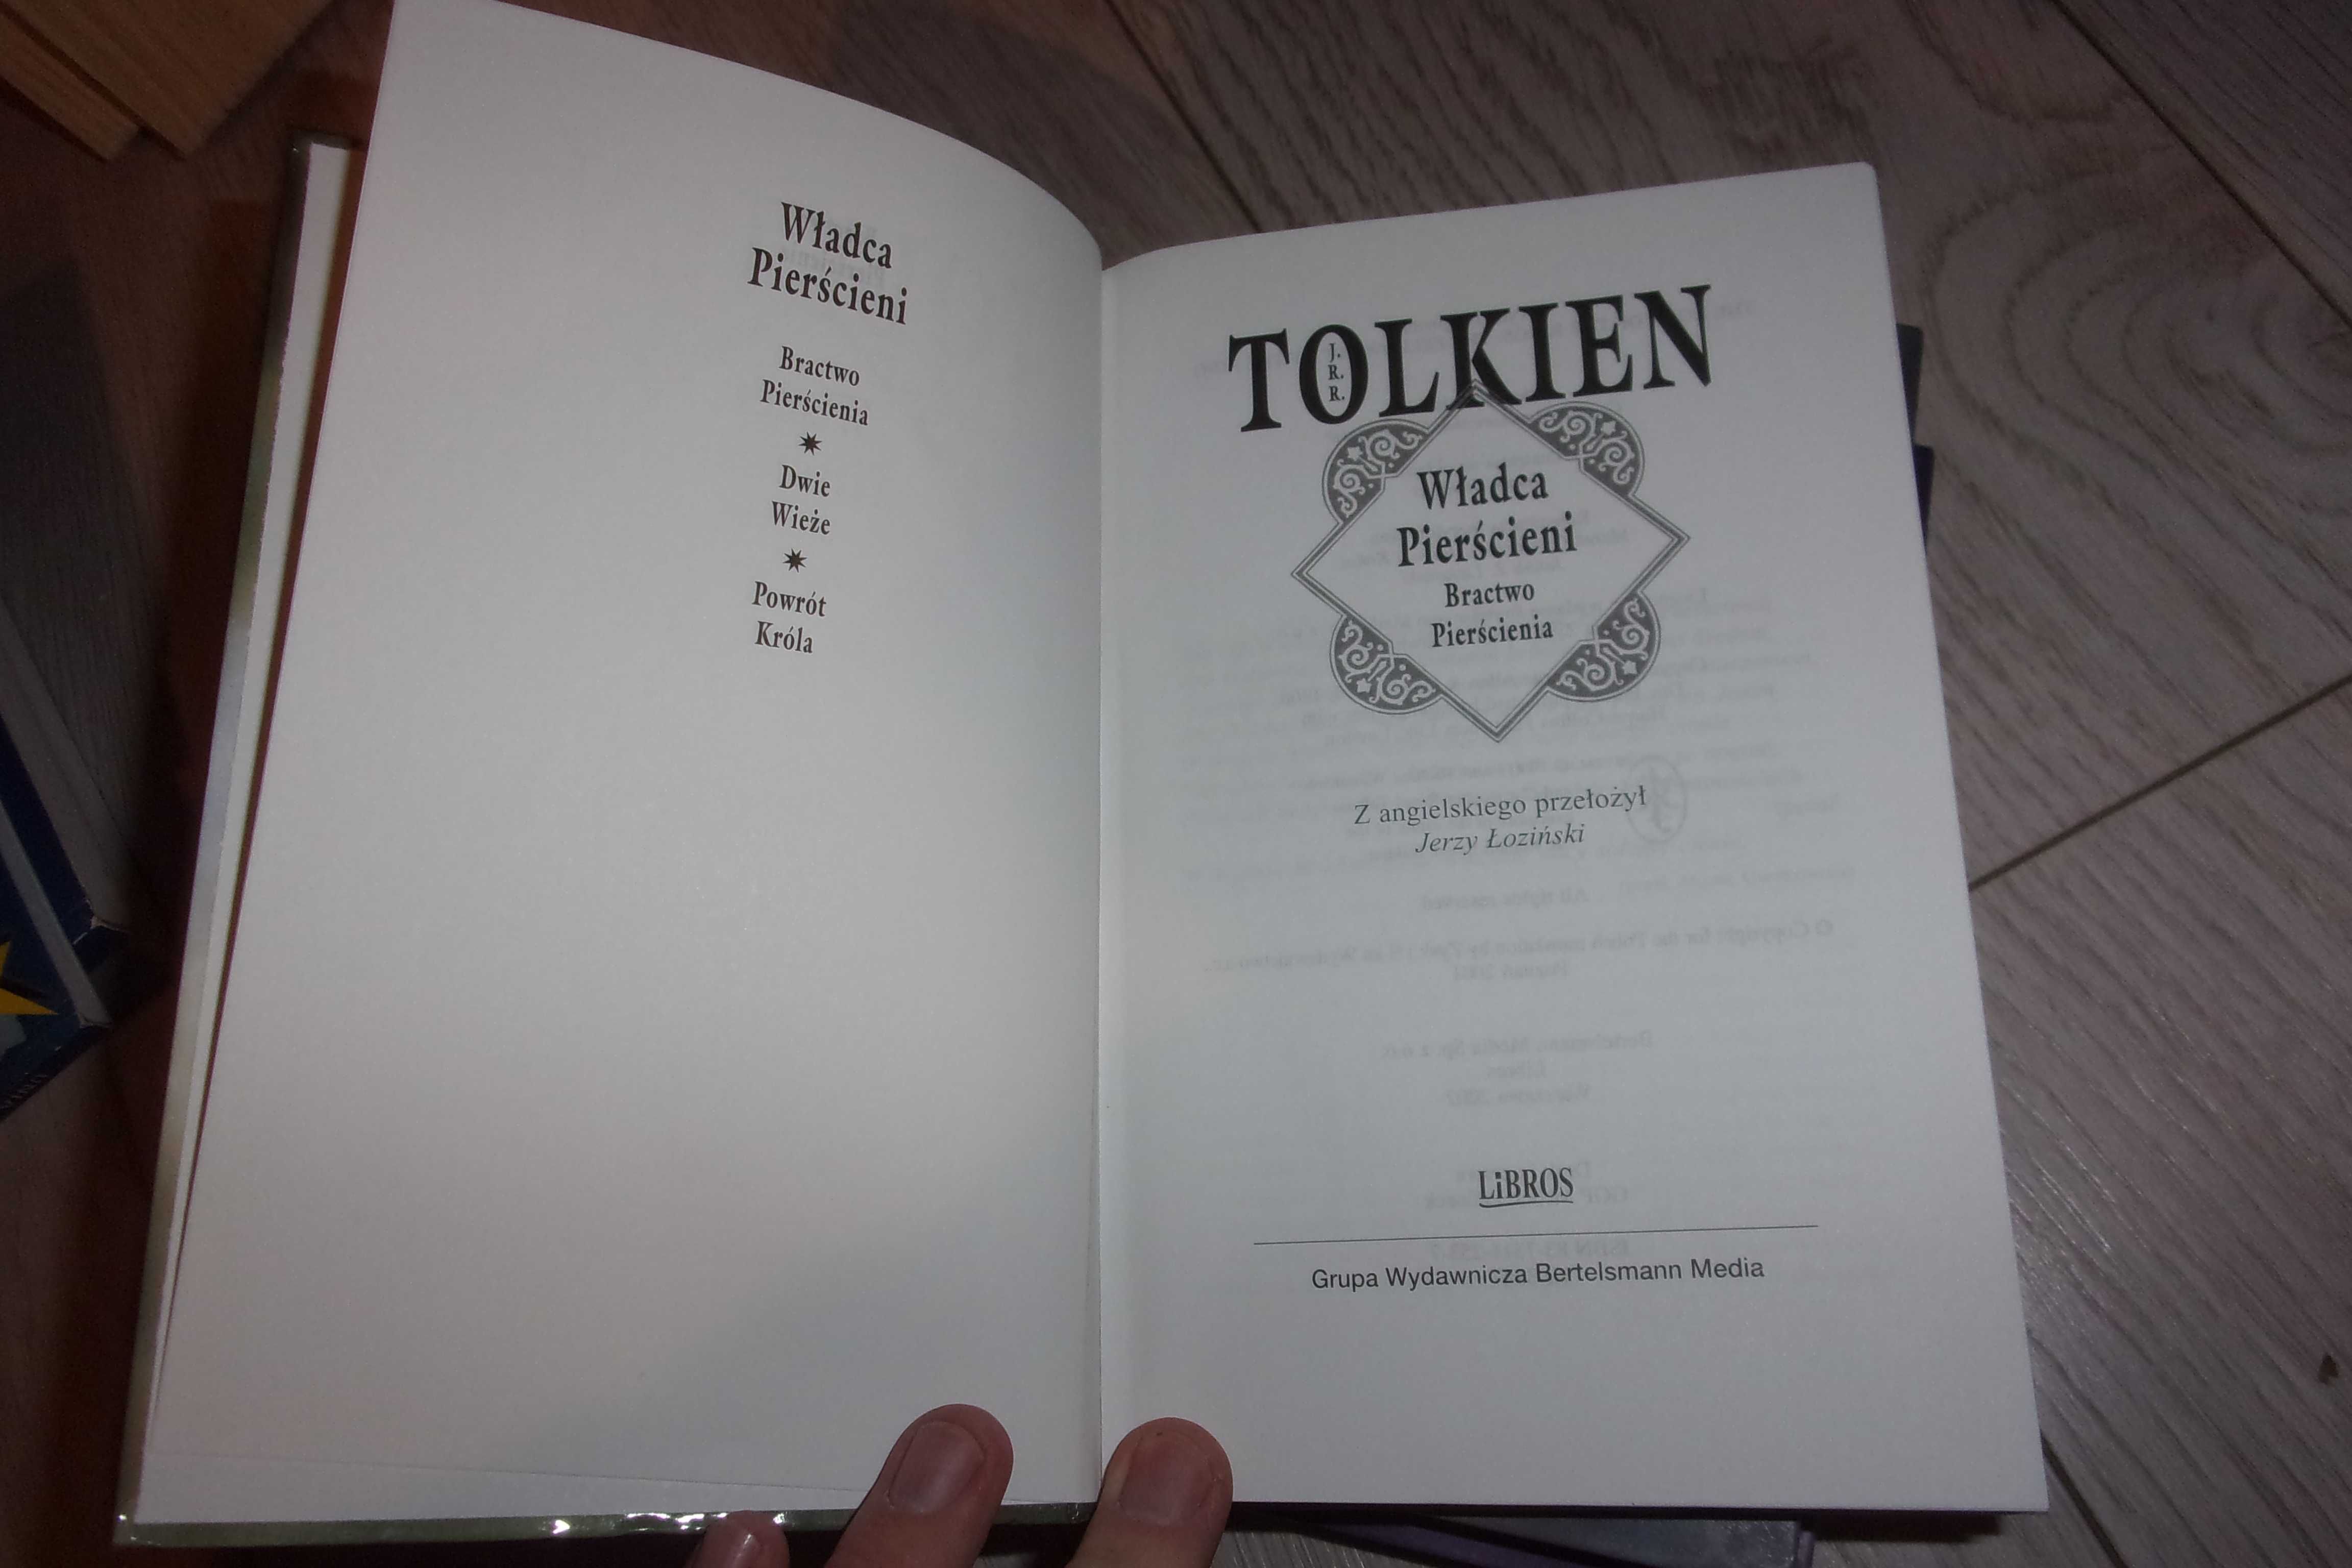 Władca
Pierścieni
Bractwo
Pierścienia
Dwie
Wieże
Powrót
Króla
TOLKIEN
J.
R.
R.
Władca
Pierścieni
Bractwo
Pierścienia
Z angielskiego przełożył
Jerzy Łoziński
LiBROS
Grupa Wydawnicza Bertelsmann Media